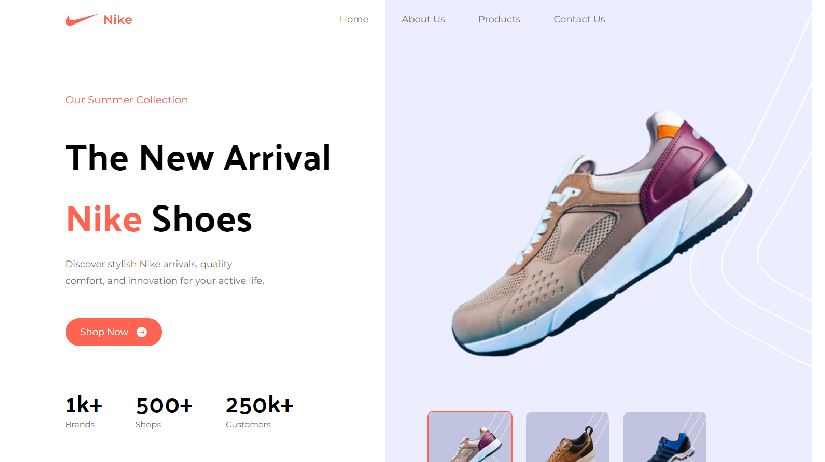 Nike
Home
About Us
Products
Contact Us
Our Summer Collection
The New Arrival
Nike Shoes
Discover stylish Nike arrivals, quality
comfort, and innovation for your active life.
Shop Now
1k+
Brands
500+
Shops
250k+
Customers